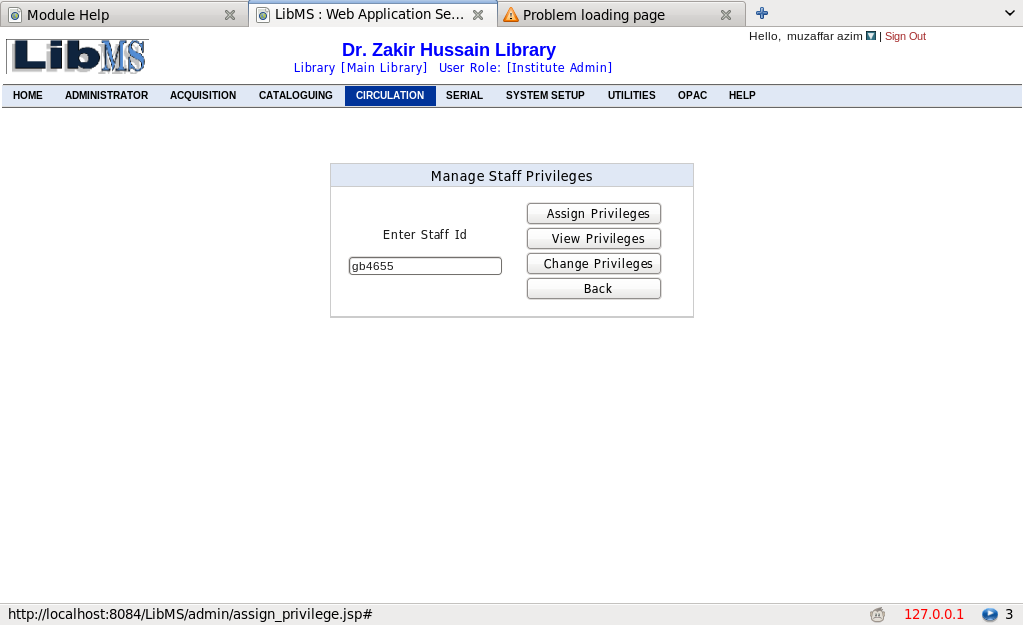 Module Help
LibMS : Web Application Se...
Problem loading page
Hello, muzaffar azim | Sign Out
LibMS
Dr. Zakir Hussain Library
Library [Main Library] User Role: [Institute Admin]
HOME ADMINISTRATOR ACQUISITION CATALOGUING CIRCULATION SERIAL SYSTEM SETUP UTILITIES OPAC HELP
Manage Staff Privileges
Enter Staff Id
gb4655
Assign Privileges
View Privileges
Change Privileges
Back
http://localhost:8084/LibMS/admin/assign_privilege.jsp#
127.0.0.1
3